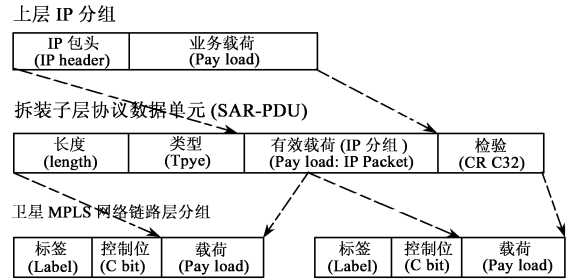 上层 IP 分组
IP 包头 业务载荷
(IP header) (Pay load)
拆装子层协议数据单元 (SAR-PDU)
长度 类型 有效载荷 (IP 分组 ) 检验
(length) (Tpye) (Pay load: IP Packet) (CR C32)
卫星 MPLS 网络链路层分组
标签 控制位 载荷 标签 控制位 载荷
(Label) (C bit) (Pay load) (Label) (C bit) (Pay load)